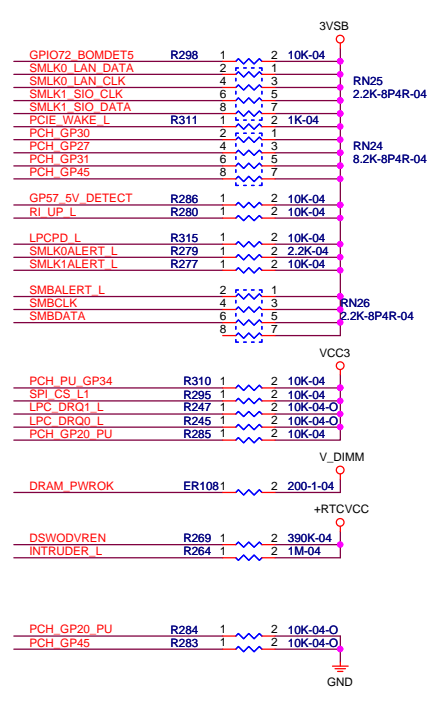 3VSB
GPIO72_BOMDET5 R298 1 2 10K-04
SMLK0_LAN_DATA 2 1
SMLK0_LAN_CLK 4 3 RN25
SMLK1_SIO_CLK 6 5 2.2K-8P4R-04
SMLK1_SIO_DATA 8 7
PCIE_WAKE_L R311 1 2 1K-04
PCH_GP30 2 1
PCH_GP27 4 3 RN24
PCH_GP31 6 5 8.2K-8P4R-04
PCH_GP45 8 7
GP57_5V_DETECT R286 1 2 10K-04
RI_UP_L R280 1 2 10K-04
LPCPD_L R315 1 2 10K-04
SMLK0ALERT_L R279 1 2 2.2K-04
SMLK1ALERT_L R277 1 2 10K-04
SMBALERT_L 2 1
SMBCLK 4 3 RN26
SMBDATA 6 5 2.2K-8P4R-04
8 7
VCC3
PCH_PU_GP34 R310 1 2 10K-04
SPI_CS_L1 R295 1 2 10K-04
LPC_DRQ1_L R247 1 2 10K-04-O
LPC_DRQ0_L R245 1 2 10K-04-O
PCH_GP20_PU R285 1 2 10K-04
V_DIMM
DRAM_PWROK ER108 1 2 200-1-04
+RTCVCC
DSWODVREN R269 1 2 390K-04
INTRUDER_L R264 1 2 1M-04
PCH_GP20_PU R284 1 2 10K-04-O
PCH_GP45 R283 1 2 10K-04-O
GND